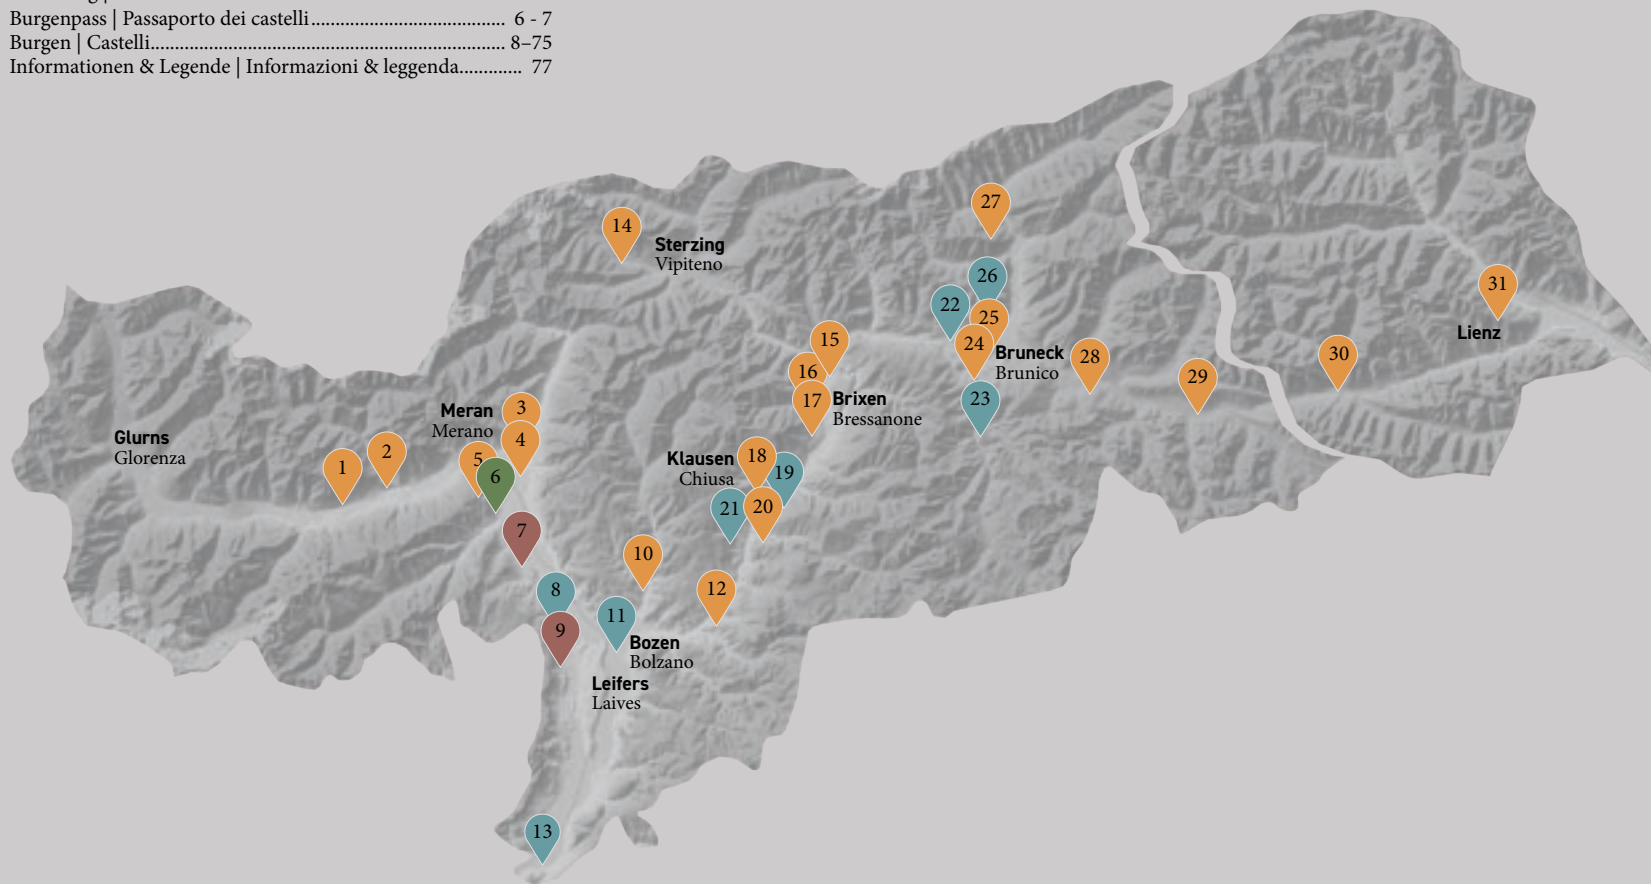 Burgenpass | Passaporto dei castelli................................... 6 - 7
Burgen | Castelli................................................................ 8–75
Informationen & Legende | Informazioni & leggenda............. 77
27
14
Sterzing
Vipiteno
26
31
22
25
Lienz
15
24
Bruneck
Brunico
30
28
16
29
17
Brixen
Bressanone
23
3
Meran
Merano
4
Glurns
Glorenza
2
1
5
6
18
Klausen
Chiusa
19
21
20
7
10
8
12
11
9
Bozen
Bolzano
Leifers
Laives
13